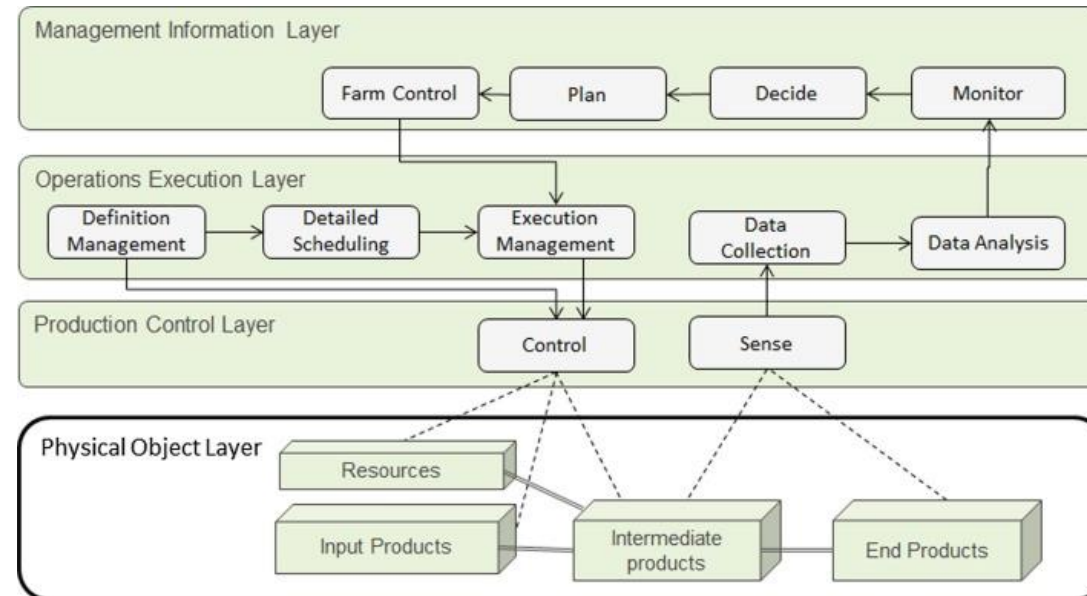 Management Information Layer
Farm Control
Plan
Decide
Monitor
Operations Execution Layer
Definition
Management
Detailed
Scheduling
Execution
Management
Data
Collection
Data Analysis
Production Control Layer
Control
Sense
Physical Object Layer
Resources
Input Products
Intermediate
products
End Products